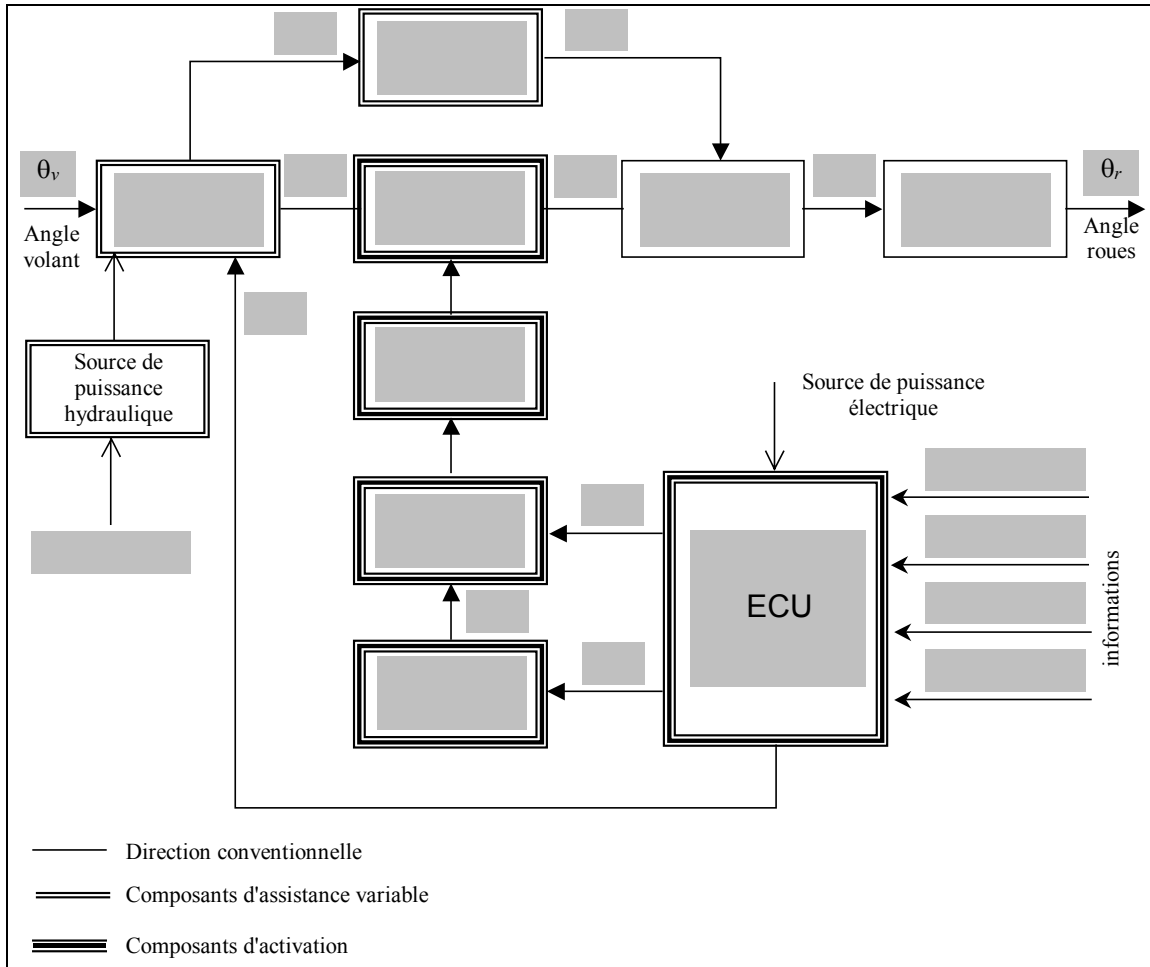 θv
Angle
volant
θr
Angle
roues
Source de
puissance
hydraulique
Source de puissance
électrique
ECU
informations
Direction conventionnelle
Composants d'assistance variable
Composants d'activation